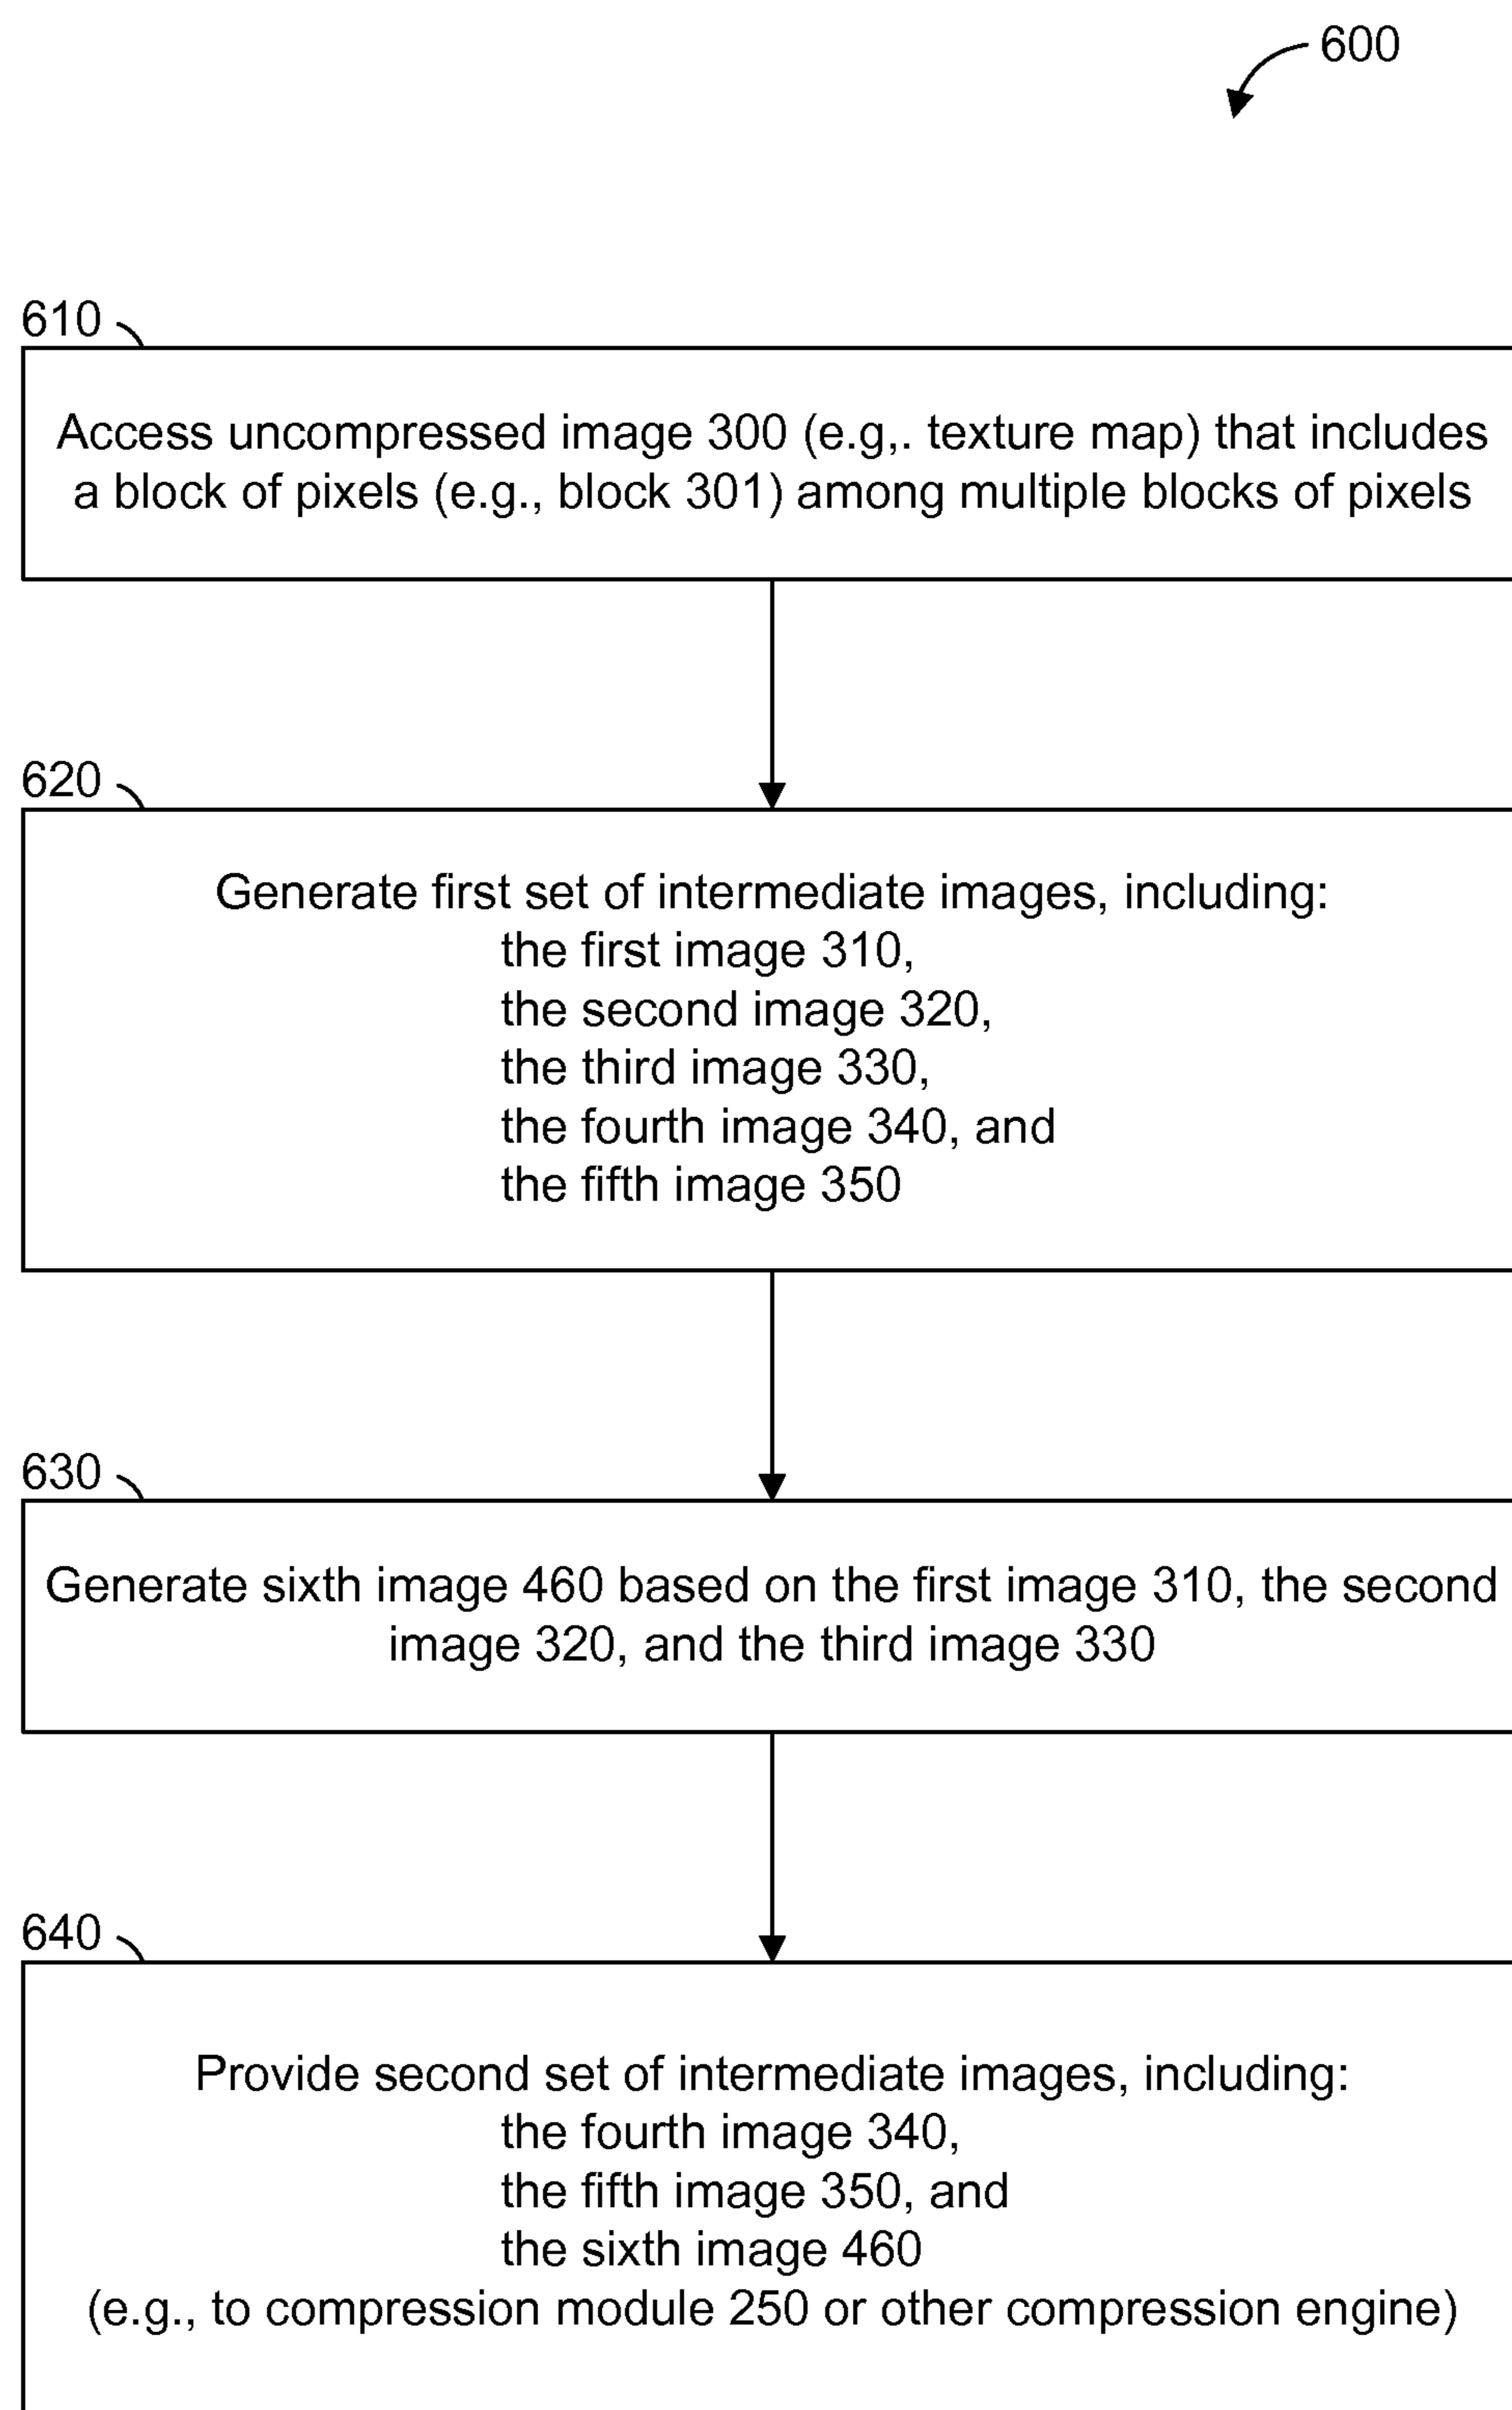 600
610
Access uncompressed image 300 (e.g,. texture map) that includes
a block of pixels (e.g., block 301) among multiple blocks of pixels
620
Generate first set of intermediate images, including:
the first image 310,
the second image 320,
the third image 330,
the fourth image 340, and
the fifth image 350
630
Generate sixth image 460 based on the first image 310, the second
image 320, and the third image 330
640
Provide second set of intermediate images, including:
the fourth image 340,
the fifth image 350, and
the sixth image 460
(e.g., to compression module 250 or other compression engine)